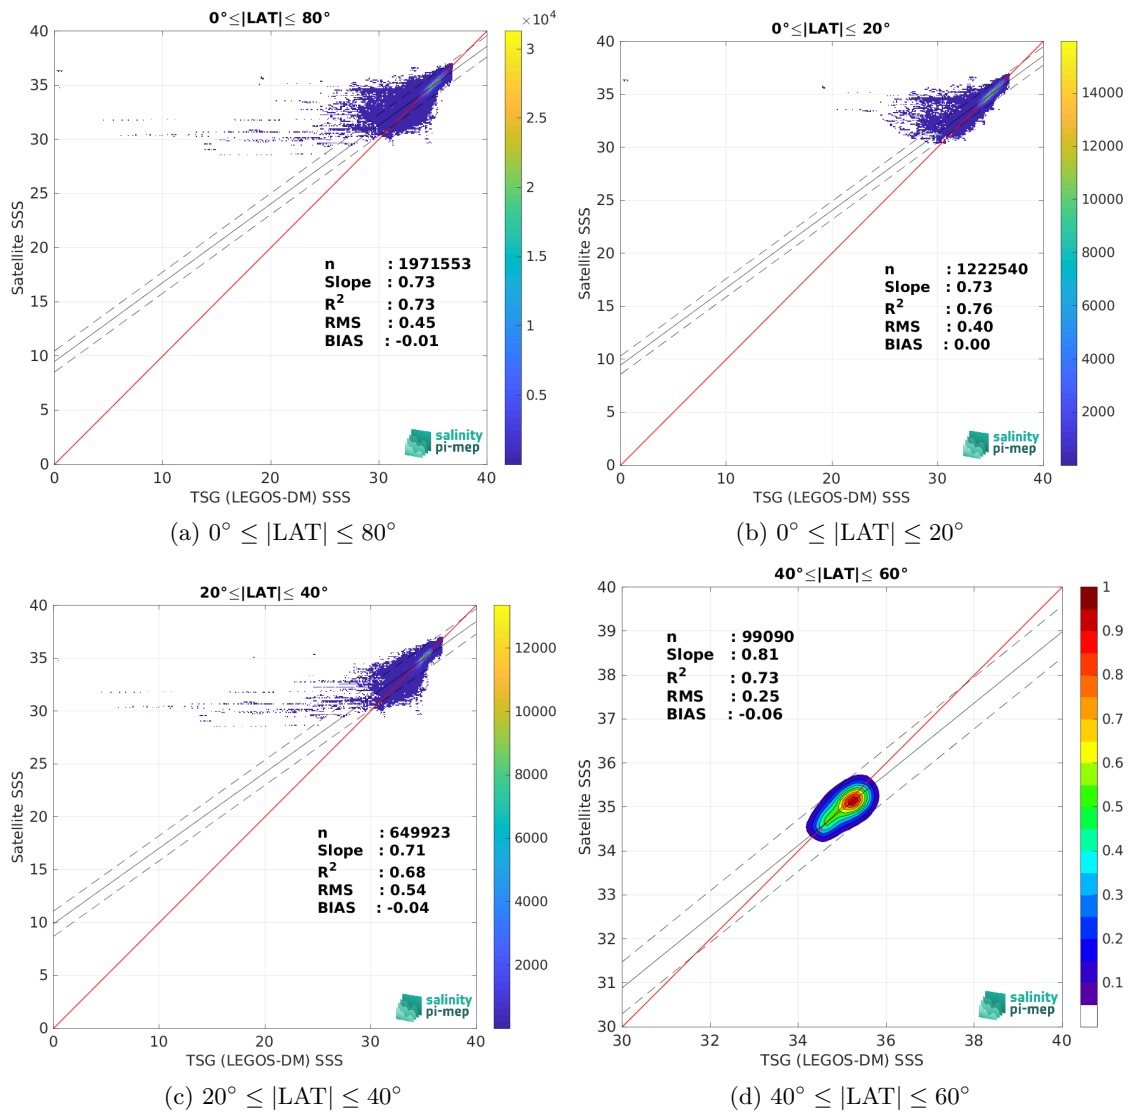 0°≤|LAT|≤ 80°
×10⁴
40
35
30
25
20
15
10
5
0
Satellite SSS
n : 1971553
Slope : 0.73
R² : 0.73
RMS : 0.45
BIAS : -0.01
salinity
pi-mep
0 10 20 30 40
TSG (LEGOS-DM) SSS
3
2.5
2
1.5
1
0.5
(a) 0° ≤ |LAT| ≤ 80°
0°≤|LAT|≤ 20°
40
35
30
25
20
15
10
5
0
Satellite SSS
n : 1222540
Slope : 0.73
R² : 0.76
RMS : 0.40
BIAS : 0.00
salinity
pi-mep
0 10 20 30 40
TSG (LEGOS-DM) SSS
14000
12000
10000
8000
6000
4000
2000
(b) 0° ≤ |LAT| ≤ 20°
20°≤|LAT|≤ 40°
40
35
30
25
20
15
10
5
0
Satellite SSS
n : 649923
Slope : 0.71
R² : 0.68
RMS : 0.54
BIAS : -0.04
salinity
pi-mep
0 10 20 30 40
TSG (LEGOS-DM) SSS
12000
10000
8000
6000
4000
2000
(c) 20° ≤ |LAT| ≤ 40°
40°≤|LAT|≤ 60°
40
39
38
37
36
35
34
33
32
31
30
Satellite SSS
n : 99090
Slope : 0.81
R² : 0.73
RMS : 0.25
BIAS : -0.06
salinity
pi-mep
30 32 34 36 38 40
TSG (LEGOS-DM) SSS
1
0.9
0.8
0.7
0.6
0.5
0.4
0.3
0.2
0.1
0
(d) 40° ≤ |LAT| ≤ 60°